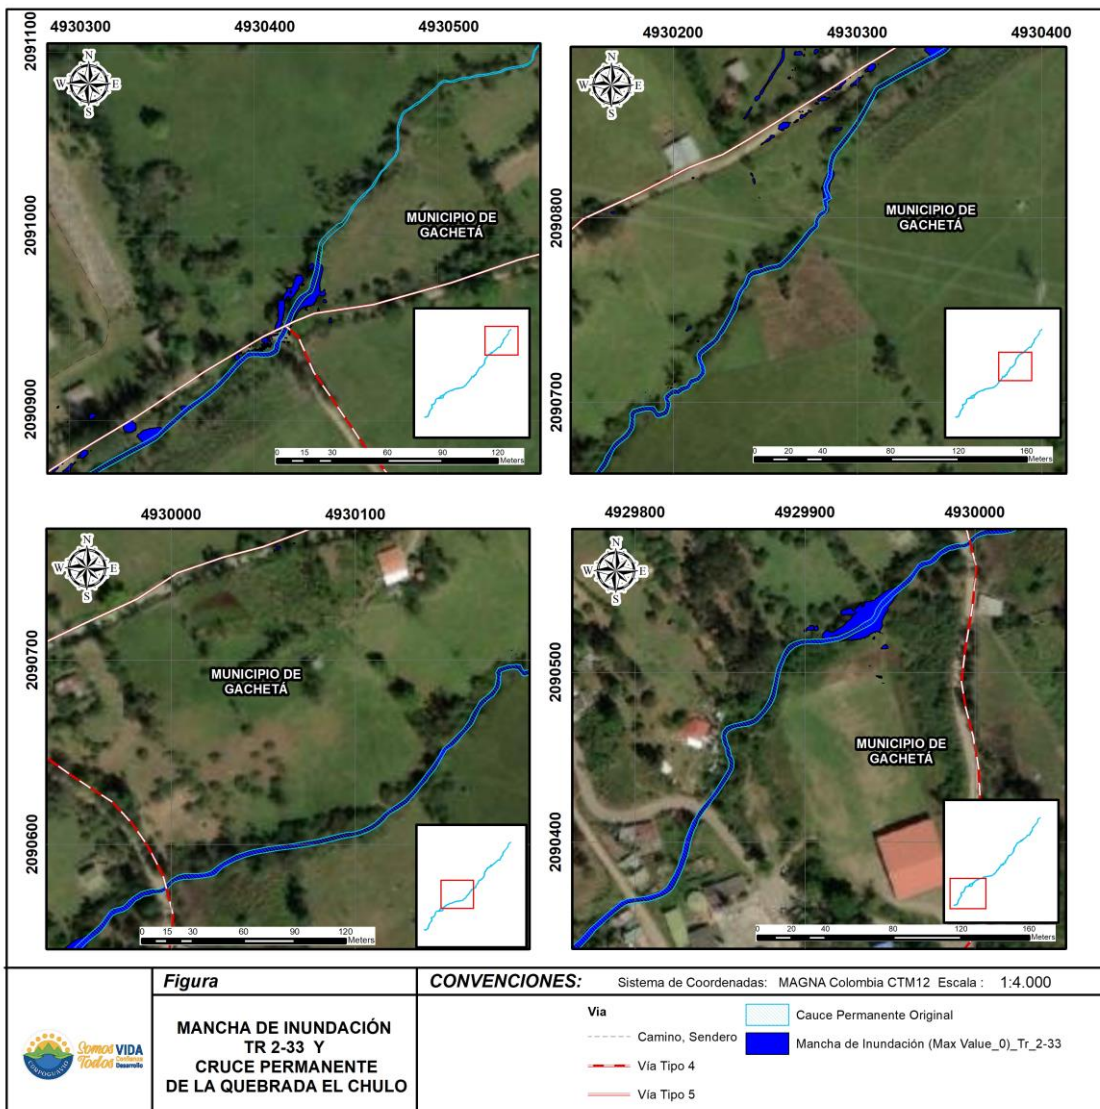 4930300 4930400 4930500
2091100
2091000
2090900
N
W E
S
MUNICIPIO DE
GACHETÁ
0 15 30 60 90 120
Meters
4930200 4930300 4930400
2090800
2090700
N
W E
S
MUNICIPIO DE
GACHETÁ
0 20 40 80 120 160
Meters
4930000 4930100
2090700
2090600
N
W E
S
MUNICIPIO DE
GACHETÁ
0 15 30 60 90 120
Meters
4929800 4929900 4930000
2090500
2090400
N
W E
S
MUNICIPIO DE
GACHETÁ
0 20 40 80 120 160
Meters
Somos VIDA
Todos Confianza
Desarrollo
CORPOGUAVIO
Figura
MANCHA DE INUNDACIÓN
TR 2-33 Y
CRUCE PERMANENTE
DE LA QUEBRADA EL CHULO
CONVENCIONES: Sistema de Coordenadas: MAGNA Colombia CTM12 Escala : 1:4.000
Via
Camino, Sendero
Vía Tipo 4
Vía Tipo 5
Cauce Permanente Original
Mancha de Inundación (Max Value_0)_Tr_2-33